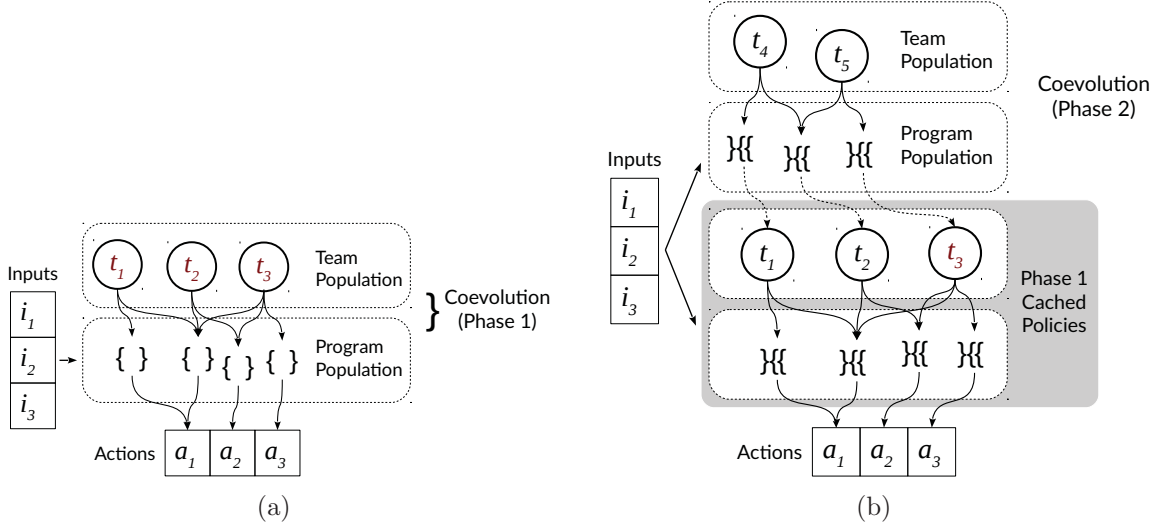 Inputs
i1
i2
i3
t1
t2
t3
Team
Population
{ }
{ }
{ }
{ }
Program
Population
} Coevolution
(Phase 1)
Actions
a1
a2
a3
(a)
Inputs
i1
i2
i3
t4
t5
Team
Population
}{{
}{{
}{{
Program
Population
Coevolution
(Phase 2)
t1
t2
t3
}{{
}{{
}{{
}{{
Phase 1
Cached
Policies
Actions
a1
a2
a3
(b)